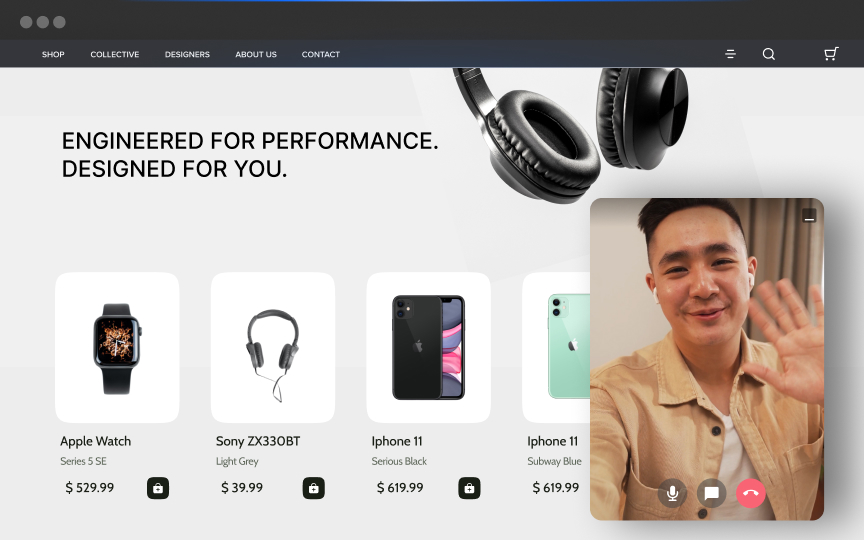 SHOP COLLECTIVE DESIGNERS ABOUT US CONTACT
ENGINEERED FOR PERFORMANCE.
DESIGNED FOR YOU.
Apple Watch
Series 5 SE
$ 529.99
Sony ZX330BT
Light Grey
$ 39.99
Iphone 11
Serious Black
$ 619.99
Iphone 11
Subway Blue
$ 619.99